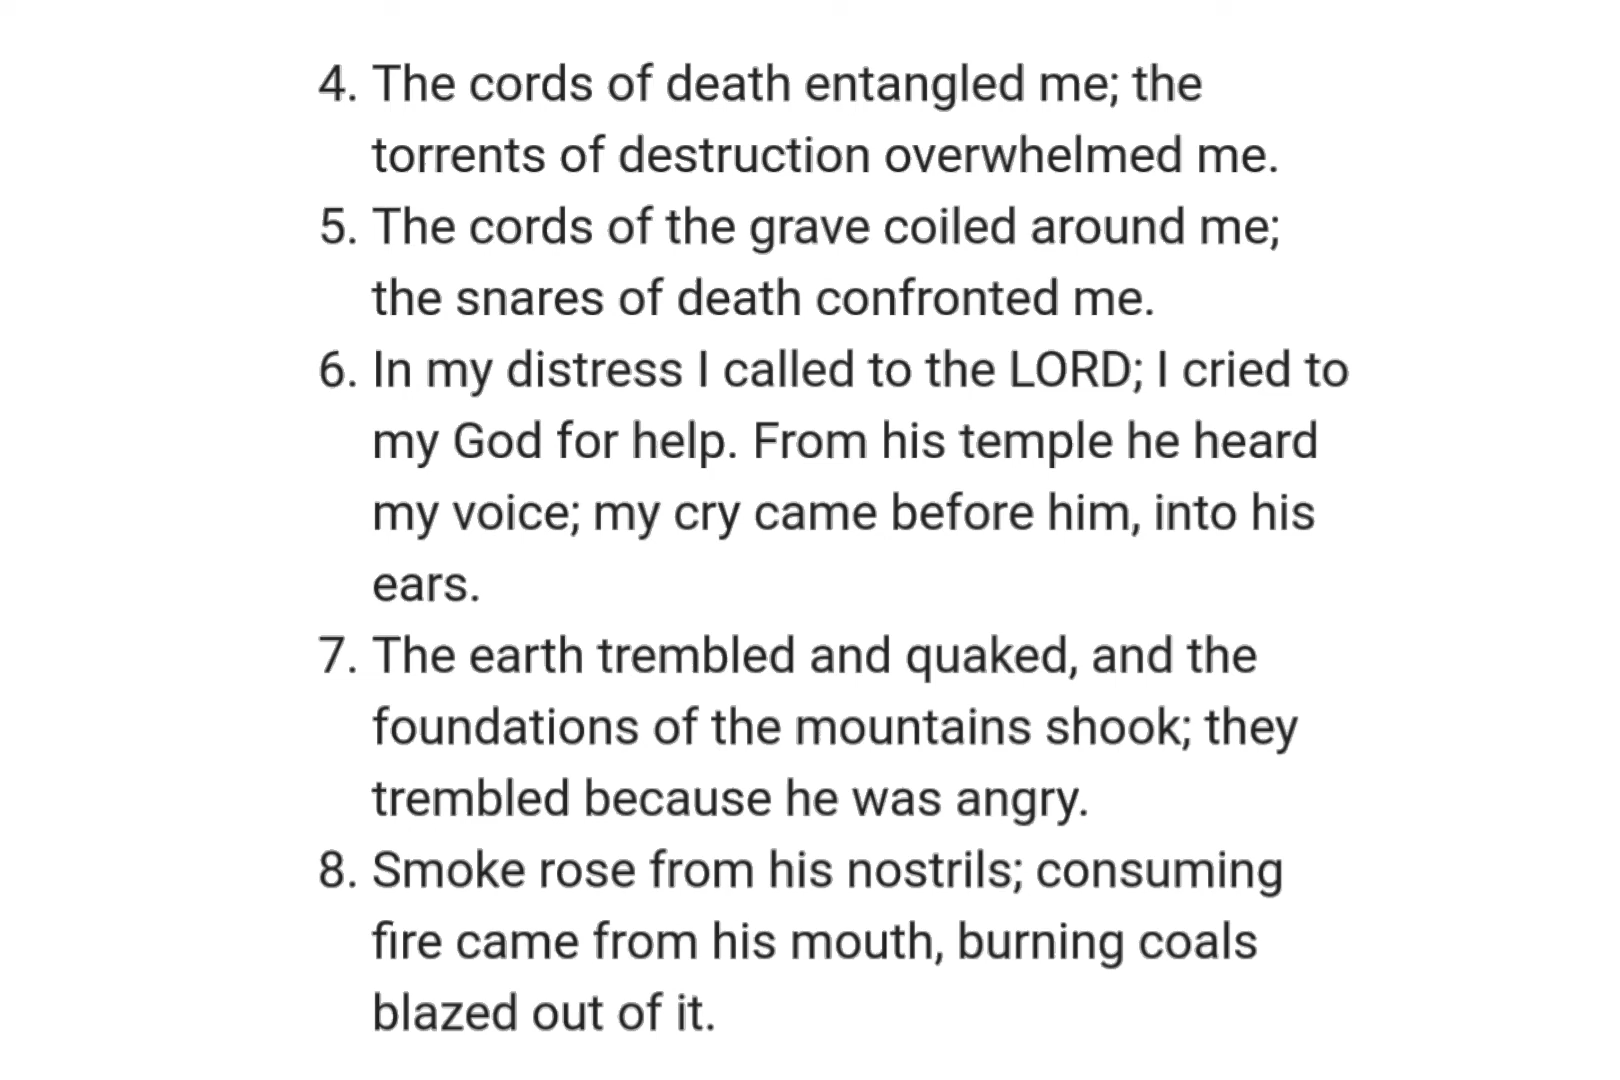 4. The cords of death entangled me; the
torrents of destruction overwhelmed me.
5. The cords of the grave coiled around me;
the snares of death confronted me.
6. In my distress I called to the LORD; I cried to
my God for help. From his temple he heard
my voice; my cry came before him, into his
ears.
7. The earth trembled and quaked, and the
foundations of the mountains shook; they
trembled because he was angry.
8. Smoke rose from his nostrils; consuming
fire came from his mouth, burning coals
blazed out of it.